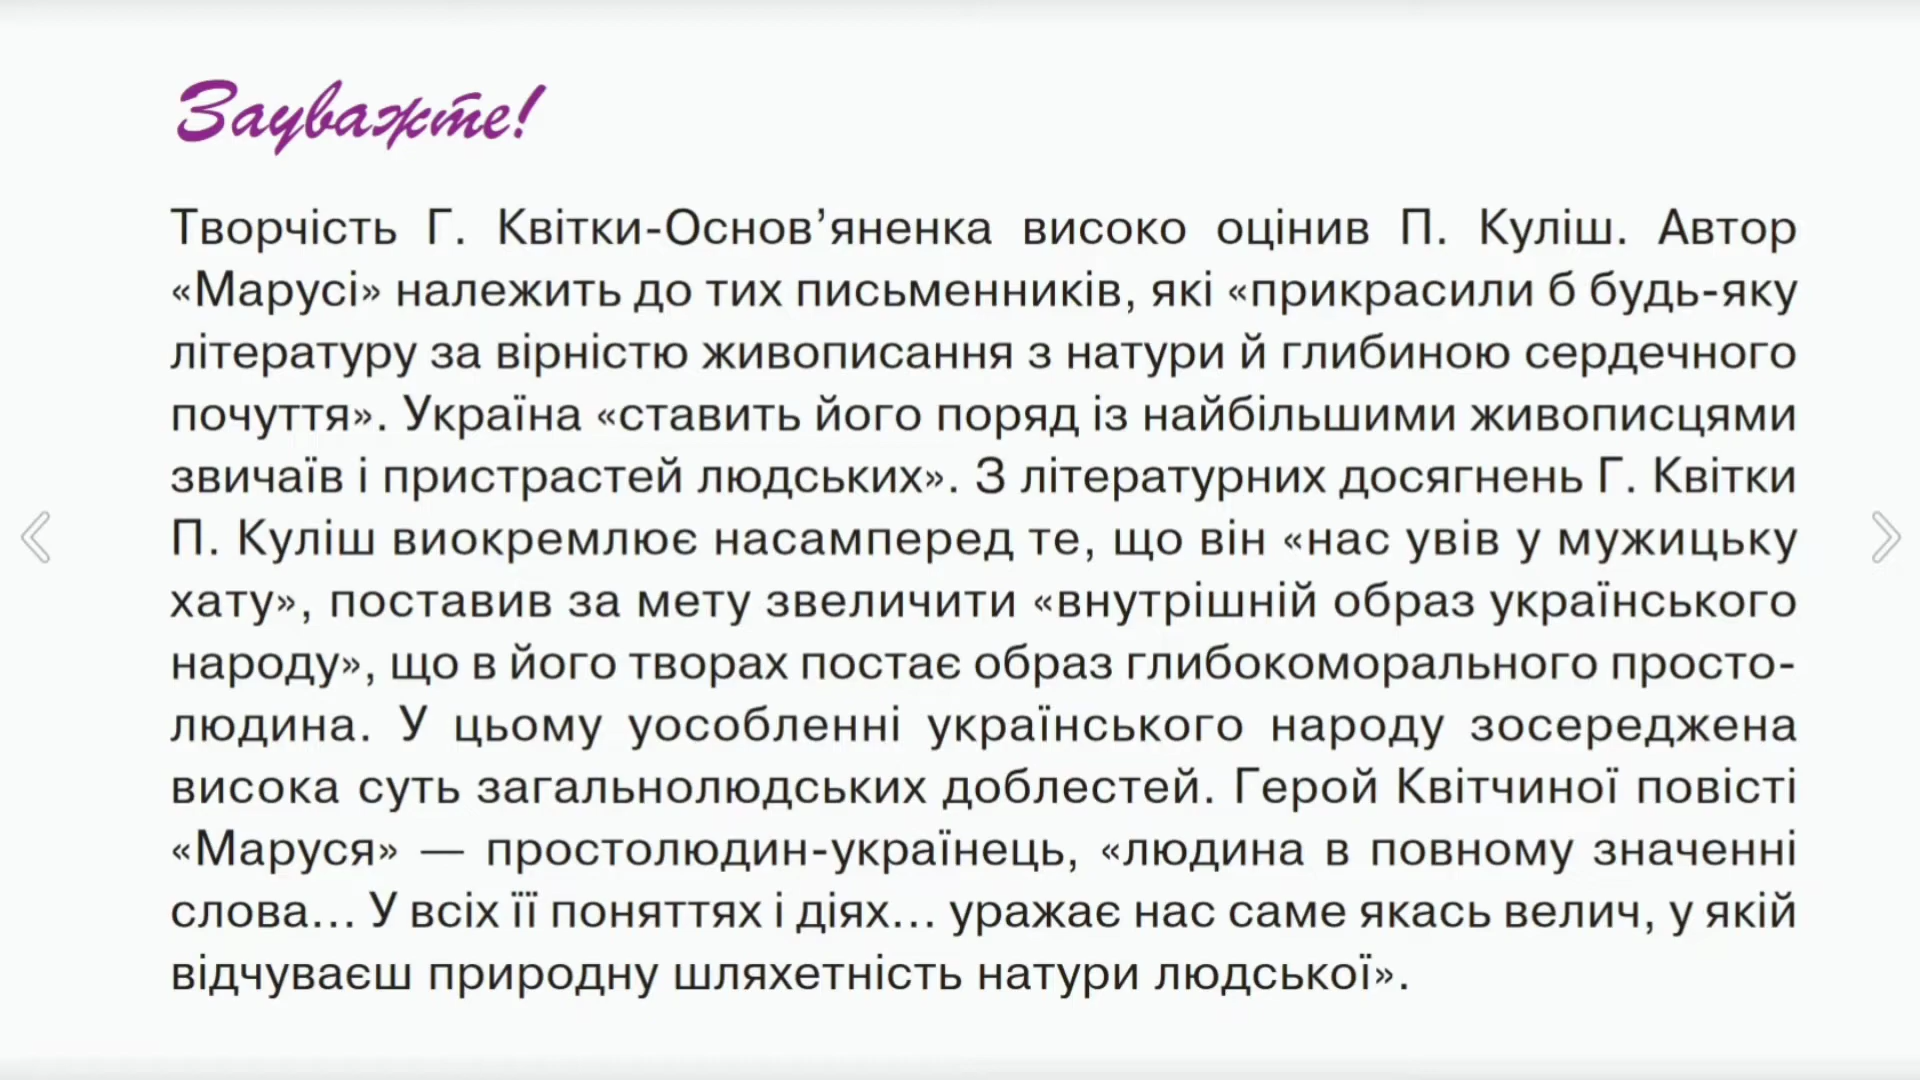 Зауважте!
Творчість Г. Квітки-Основ’яненка високо оцінив П. Куліш. Автор
«Марусі» належить до тих письменників, які «прикрасили б будь-яку
літературу за вірністю живописання з натури й глибиною сердечного
почуття». Україна «ставить його поряд із найбільшими живописцями
звичаїв і пристрастей людських». З літературних досягнень Г. Квітки
П. Куліш виокремлює насамперед те, що він «нас увів у мужицьку
хату», поставив за мету звеличити «внутрішній образ українського
народу», що в його творах постає образ глибокоморального просто-
людина. У цьому уособленні українського народу зосереджена
висока суть загальнолюдських доблестей. Герой Квітчиної повісті
«Маруся» — простолюдин-українець, «людина в повному значенні
слова... У всіх її поняттях і діях... уражає нас саме якась велич, у якій
відчуваєш природну шляхетність натури людської».